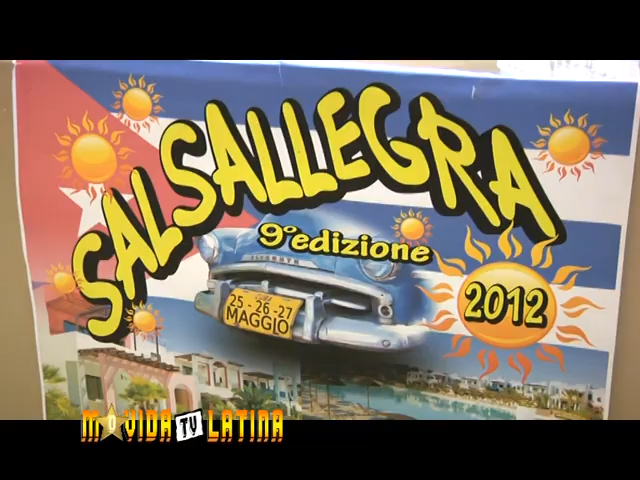 SALSALLEGRA
9°edizione
2012
25 - 26 - 27
MAGGIO
MOVIDA TV LATINA